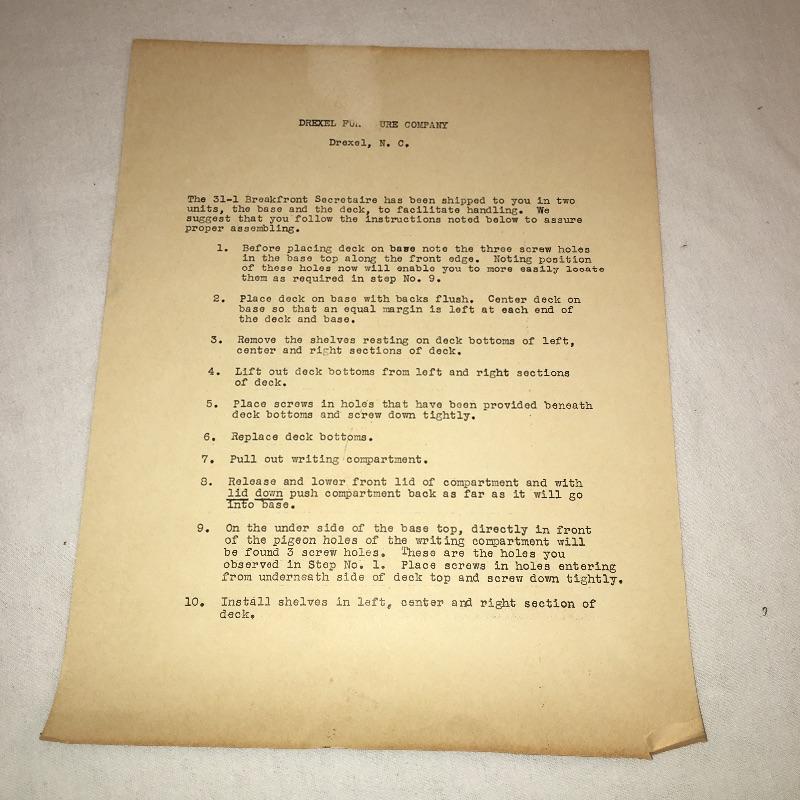 DREXEL FU URE COMPANY
Drexel, N. C.
The 31-1 Breakfront Secretaire has been shipped to you in two
units, the base and the deck, to facilitate handling. We
suggest that you follow the instructions noted below to assure
proper assembling.
1. Before placing deck on base note the three screw holes
in the base top along the front edge. Noting position
of these holes now will enable you to more easily locate
them as required in step No. 9.
2. Place deck on base with backs flush. Center deck on
base so that an equal margin is left at each end of
the deck and base.
3. Remove the shelves resting on deck bottoms of left,
center and right sections of deck.
4. Lift out deck bottoms from left and right sections
of deck.
5. Place screws in holes that have been provided beneath
deck bottoms and screw down tightly.
6. Replace deck bottoms.
7. Pull out writing compartment.
8. Release and lower front lid of compartment and with
lid down push compartment back as far as it will go
into base.
9. On the under side of the base top, directly in front
of the pigeon holes of the writing compartment will
be found 3 screw holes. These are the holes you
observed in Step No. 1. Place screws in holes entering
from underneath side of deck top and screw down tightly.
10. Install shelves in left, center and right section of
deck.